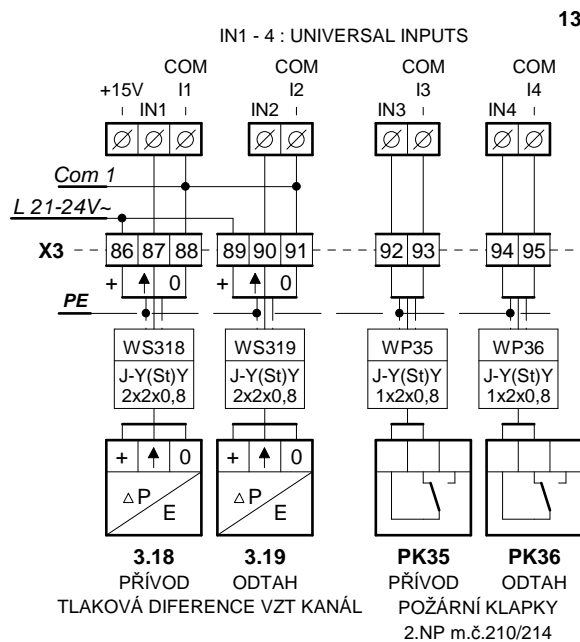 13
IN1 - 4 : UNIVERSAL INPUTS
COM COM COM COM
+15V I1 I2 I3 I4
IN1 IN2 IN3 IN4
Com 1
L 21-24V~
X3 86 87 88 89 90 91 92 93 94 95
+ 0 + 0
PE
WS318 WS319 WP35 WP36
J-Y(St)Y J-Y(St)Y J-Y(St)Y J-Y(St)Y
2x2x0,8 2x2x0,8 1x2x0,8 1x2x0,8
+ 0 + 0
△P △P
E E
3.18 3.19 PK35 PK36
PŘÍVOD ODTAH PŘÍVOD ODTAH
TLAKOVÁ DIFERENCE VZT KANÁL POŽÁRNÍ KLAPKY
2.NP m.č.210/214